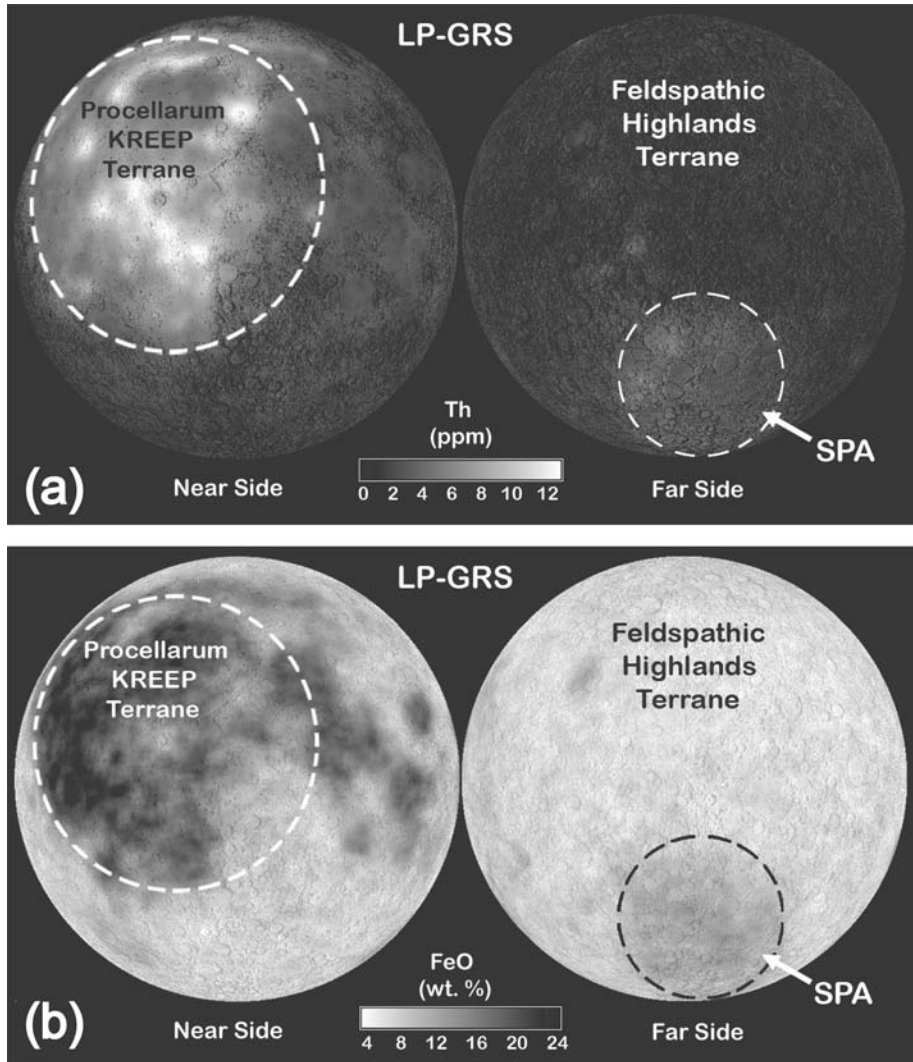 LP-GRS
Procellarum
KREEP
Terrane
Feldspathic
Highlands
Terrane
Th
(ppm)
0 2 4 6 8 10 12
SPA
(a)
Near Side
Far Side
LP-GRS
Procellarum
KREEP
Terrane
Feldspathic
Highlands
Terrane
FeO
(wt. %)
4 8 12 16 20 24
SPA
(b)
Near Side
Far Side